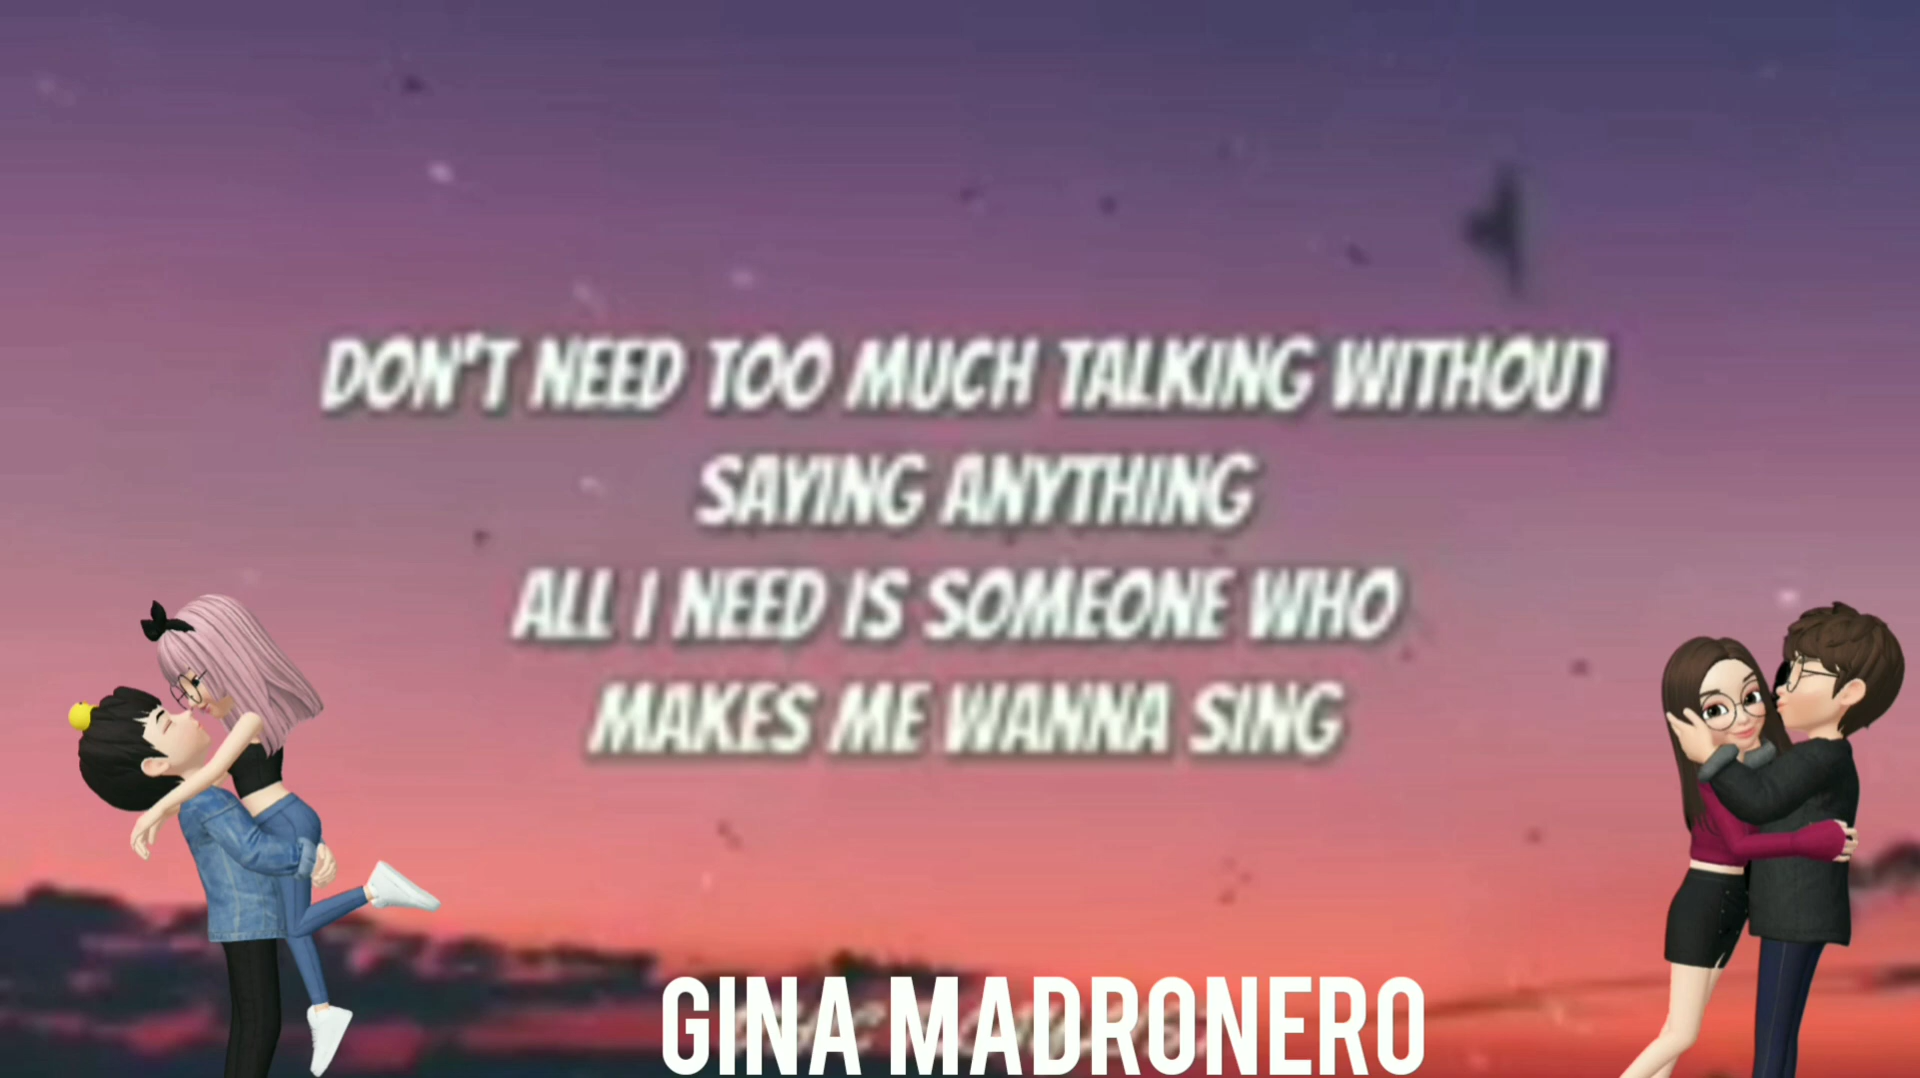 DON'T NEED TOO MUCH TALKING WITHOUT
SAYING ANYTHING
ALL I NEED IS SOMEONE WHO
MAKES ME WANNA SING
GINA MADRONERO